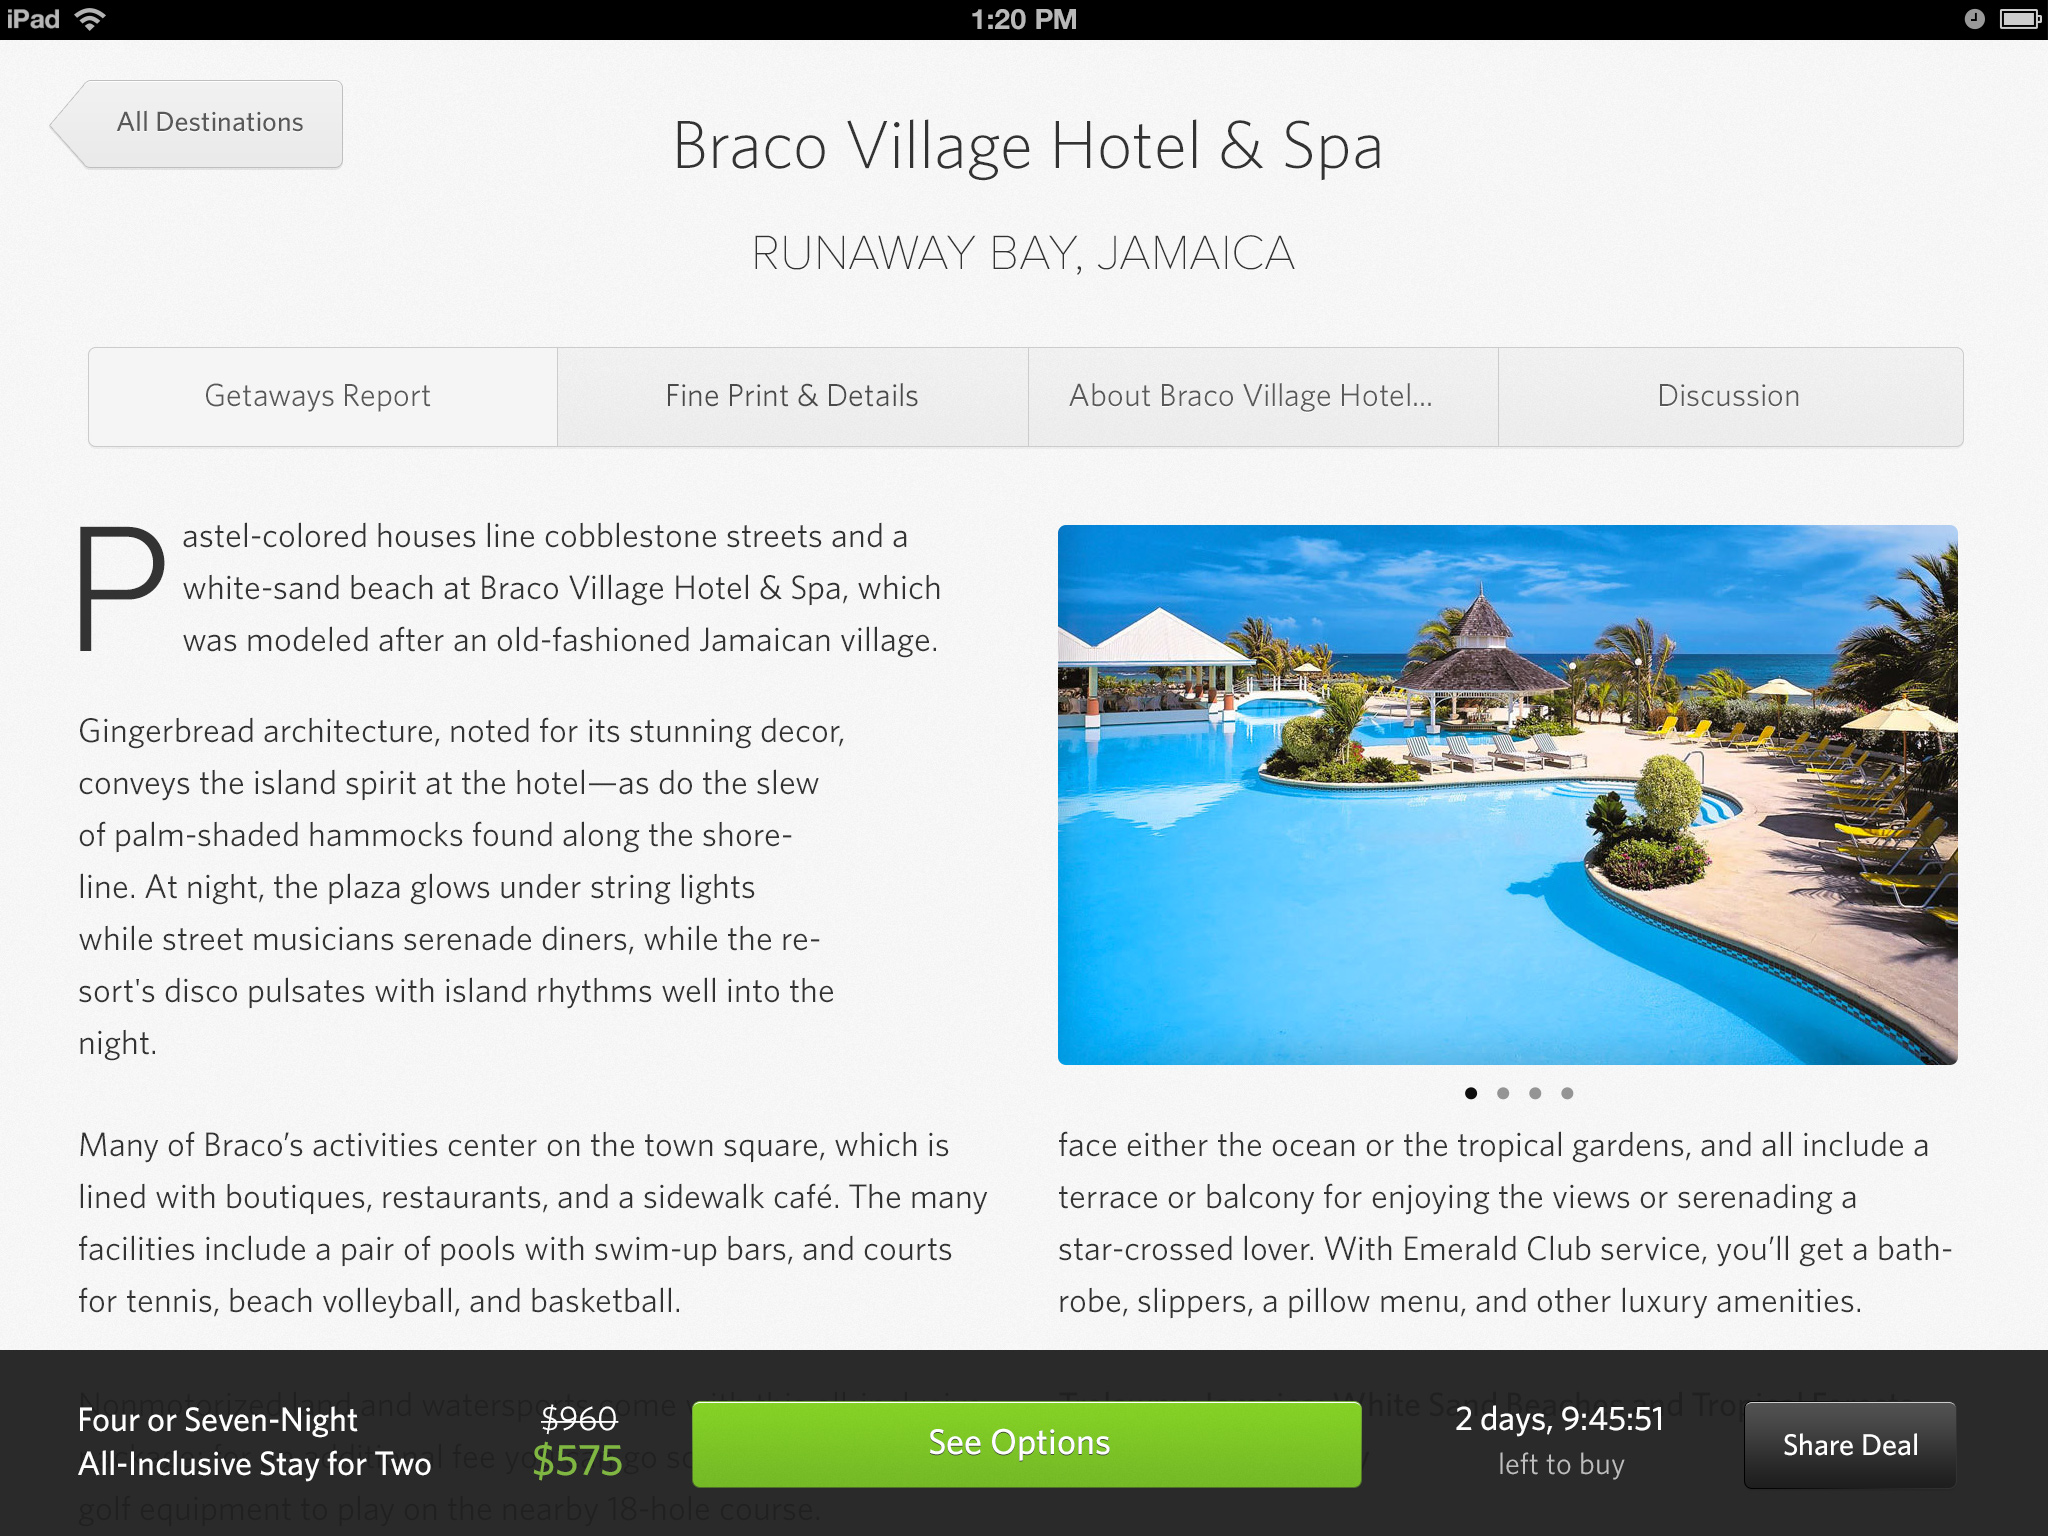 iPad
1:20 PM
All Destinations
Braco Village Hotel & Spa
RUNAWAY BAY, JAMAICA
Getaways Report
Fine Print & Details
About Braco Village Hotel...
Discussion
Pastel-colored houses line cobblestone streets and a
white-sand beach at Braco Village Hotel & Spa, which
was modeled after an old-fashioned Jamaican village.
Gingerbread architecture, noted for its stunning decor,
conveys the island spirit at the hotel—as do the slew
of palm-shaded hammocks found along the shore-
line. At night, the plaza glows under string lights
while street musicians serenade diners, while the re-
sort's disco pulsates with island rhythms well into the
night.
Many of Braco’s activities center on the town square, which is
lined with boutiques, restaurants, and a sidewalk café. The many
facilities include a pair of pools with swim-up bars, and courts
for tennis, beach volleyball, and basketball.
face either the ocean or the tropical gardens, and all include a
terrace or balcony for enjoying the views or serenading a
star-crossed lover. With Emerald Club service, you’ll get a bath-
robe, slippers, a pillow menu, and other luxury amenities.
Four or Seven-Night
All-Inclusive Stay for Two
$960
$575
See Options
2 days, 9:45:51
left to buy
Share Deal
golf equipment to play on the nearby 18-hole course.